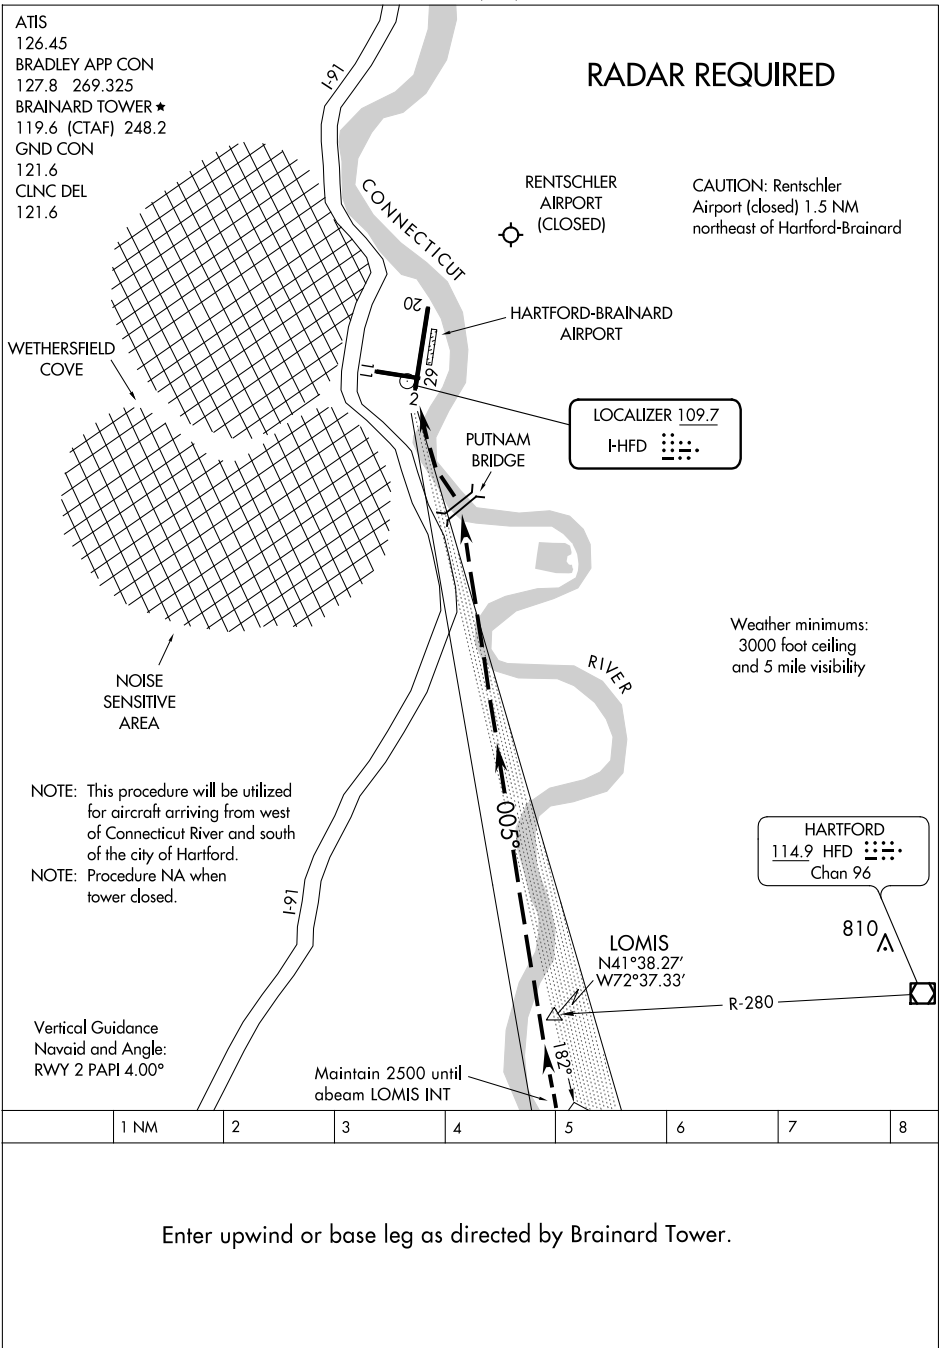 ATIS
126.45
BRADLEY APP CON
127.8 269.325
BRAINARD TOWER ★
119.6 (CTAF) 248.2
GND CON
121.6
CLNC DEL
121.6
RADAR REQUIRED
I-91
CONNECTICUT
RENTSCHLER
AIRPORT
(CLOSED)
CAUTION: Rentschler
Airport (closed) 1.5 NM
northeast of Hartford-Brainard
20
HARTFORD-BRAINARD
AIRPORT
WETHERSFIELD
COVE
11
29
2
LOCALIZER 109.7
I-HFD
PUTNAM
BRIDGE
Weather minimums:
3000 foot ceiling
and 5 mile visibility
RIVER
NOISE
SENSITIVE
AREA
NOTE: This procedure will be utilized
for aircraft arriving from west
of Connecticut River and south
of the city of Hartford.
NOTE: Procedure NA when
tower closed.
005°
I-91
HARTFORD
114.9 HFD
Chan 96
810
LOMIS
N41°38.27'
W72°37.33'
R-280
182°
Vertical Guidance
Navaid and Angle:
RWY 2 PAPI 4.00°
Maintain 2500 until
abeam LOMIS INT
1 NM 2 3 4 5 6 7 8
Enter upwind or base leg as directed by Brainard Tower.